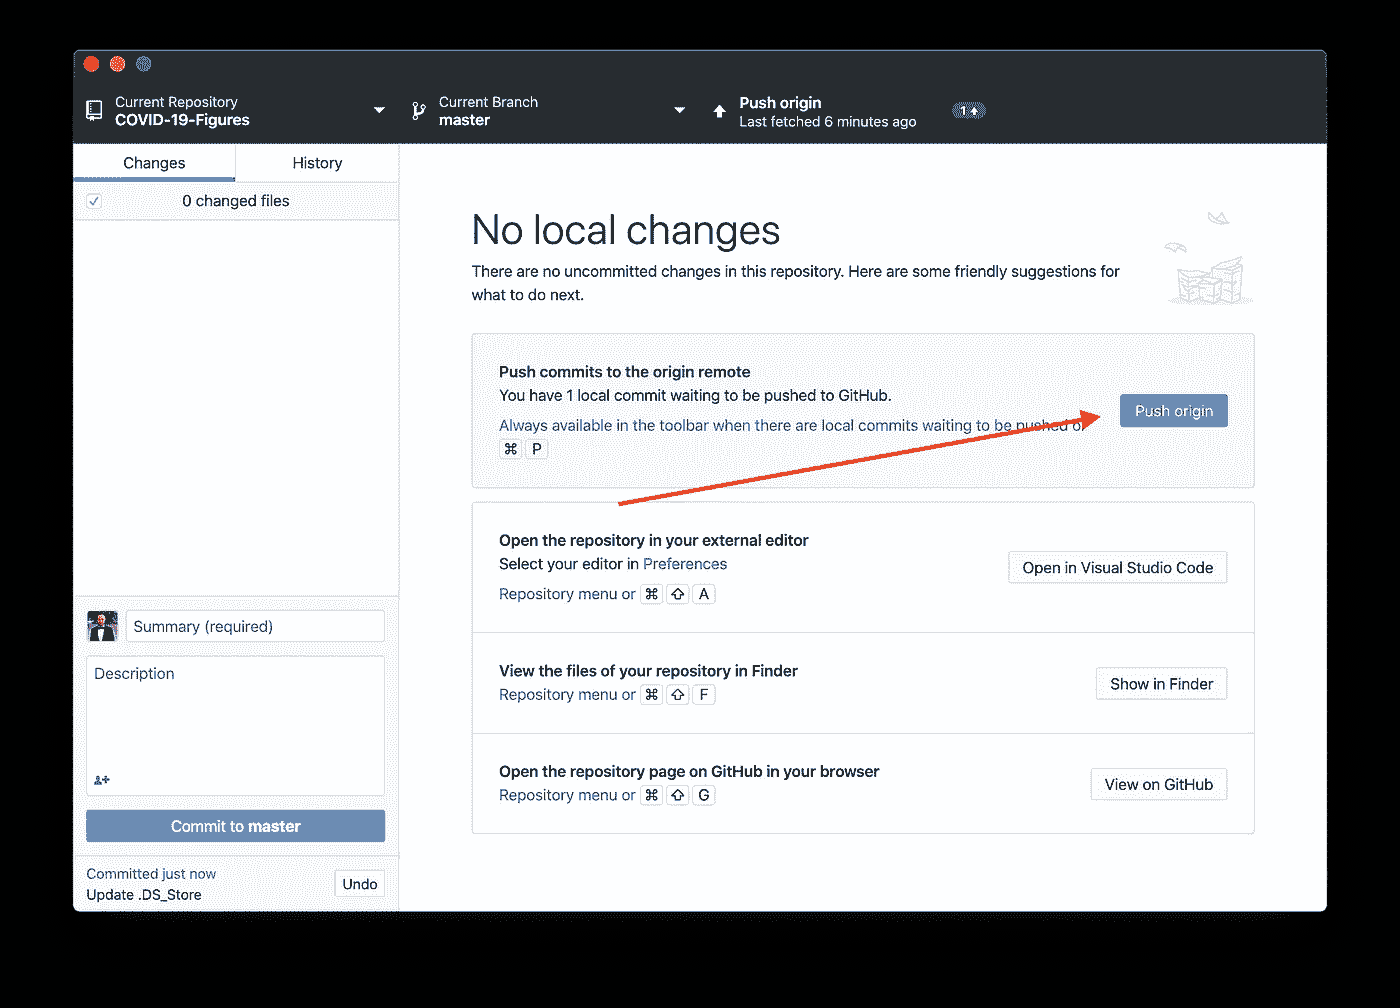 Current Repository
COVID-19-Figures
Current Branch
master
Push origin
Last fetched 6 minutes ago
1
Changes
History
0 changed files
No local changes
There are no uncommitted changes in this repository. Here are some friendly suggestions for
what to do next.
Push commits to the origin remote
You have 1 local commit waiting to be pushed to GitHub.
Always available in the toolbar when there are local commits waiting to be pushed or
⌘ P
Push origin
Open the repository in your external editor
Select your editor in Preferences
Repository menu or ⌘ ⇧ A
Open in Visual Studio Code
View the files of your repository in Finder
Repository menu or ⌘ ⇧ F
Show in Finder
Open the repository page on GitHub in your browser
Repository menu or ⌘ ⇧ G
View on GitHub
Summary (required)
Description
Commit to master
Committed just now
Update .DS_Store
Undo